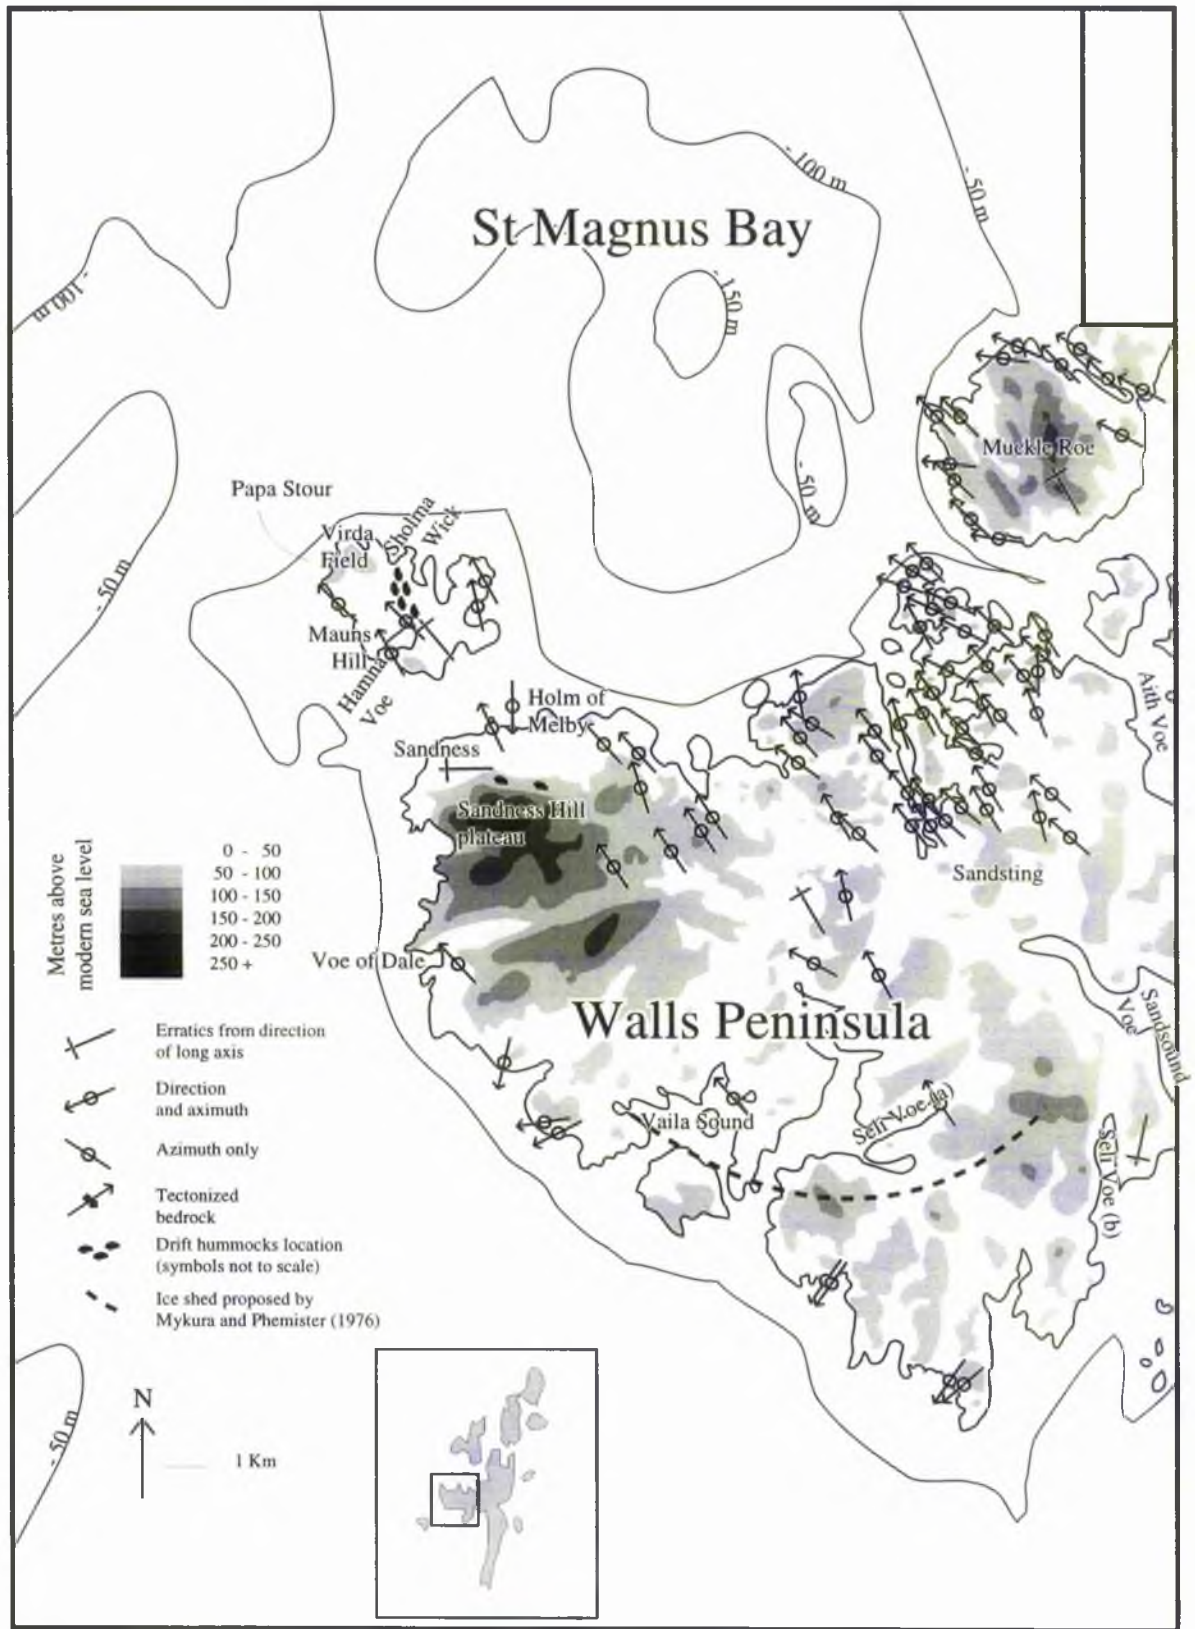 - 100 m
- 50 m
St Magnus Bay
- 150 m
- 100 m
Muckle Roe
- 50 m
Papa Stour
Sholma
Wick
Virda
Field
- 50 m
Mauns
Hill
Hamna
Voe
Aith Voe
Holm of
Melby
Sandness
Sandness Hill
plateau
Sandsting
Metres above
modern sea level
0 - 50
50 - 100
100 - 150
150 - 200
200 - 250
250 +
Voe of Dale
Walls Peninsula
Sandsound
Voe
Erratics from direction
of long axis
Direction
and aximuth
Azimuth only
Tectonized
bedrock
Drift hummocks location
(symbols not to scale)
Ice shed proposed by
Mykura and Phemister (1976)
Vaila Sound
Seli Voe (a)
Seli Voe (b)
N
1 Km
- 50 m